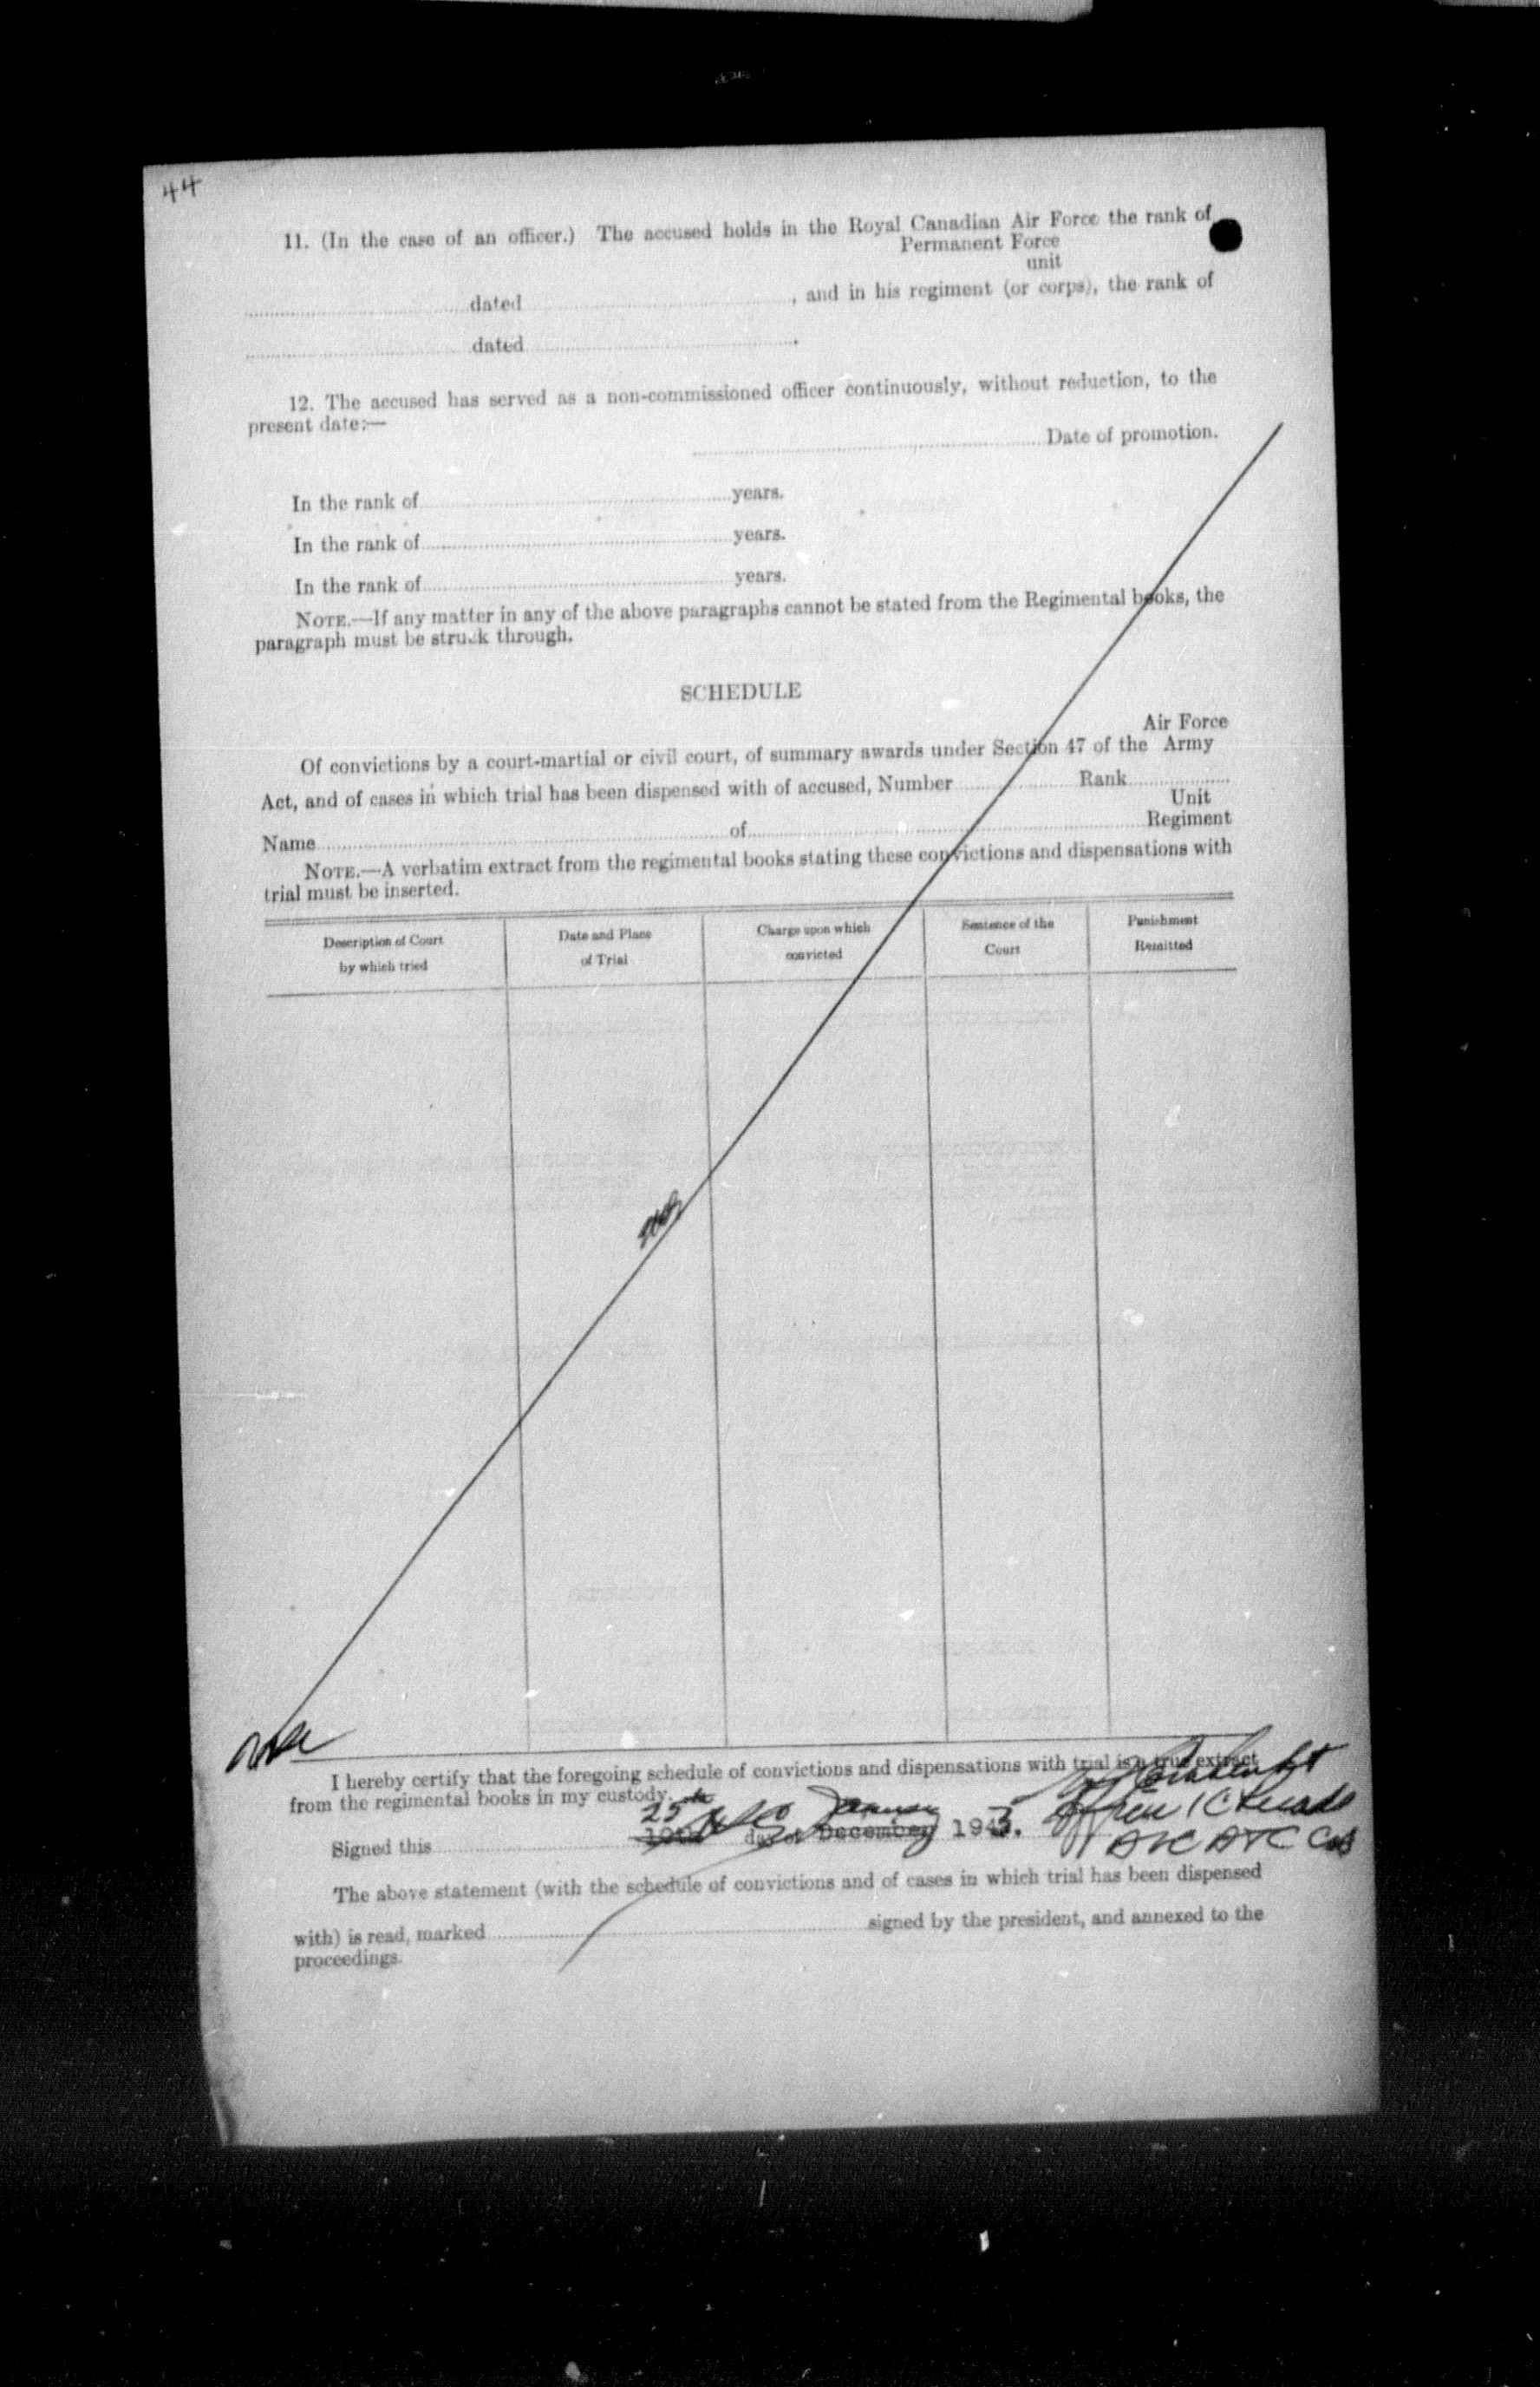 44
11. (In the case of an officer.) The accused holds in the Royal Canadian Air Force the rank of
Permanent Force
unit
dated , and in his regiment (or corps), the rank of
dated .
12. The accused has served as a non-commissioned officer continuously, without reduction, to the
present date:—
Date of promotion.
In the rank of years.
In the rank of years.
In the rank of years.
NOTE.—If any matter in any of the above paragraphs cannot be stated from the Regimental books, the
paragraph must be struck through.
SCHEDULE
Air Force
Of convictions by a court-martial or civil court, of summary awards under Section 47 of the Army
Act, and of cases in which trial has been dispensed with of accused, Number Rank
Unit
Name of Regiment
NOTE.—A verbatim extract from the regimental books stating these convictions and dispensations with
trial must be inserted.
Description of Court
by which tried
Date and Place
of Trial
Charge upon which
convicted
Sentence of the
Court
Punishment
Remitted
I hereby certify that the foregoing schedule of convictions and dispensations with trial is a true extract
from the regimental books in my custody.
25 January
Signed this day of December 1943.
The above statement (with the schedule of convictions and of cases in which trial has been dispensed
with) is read, marked signed by the president, and annexed to the
proceedings.